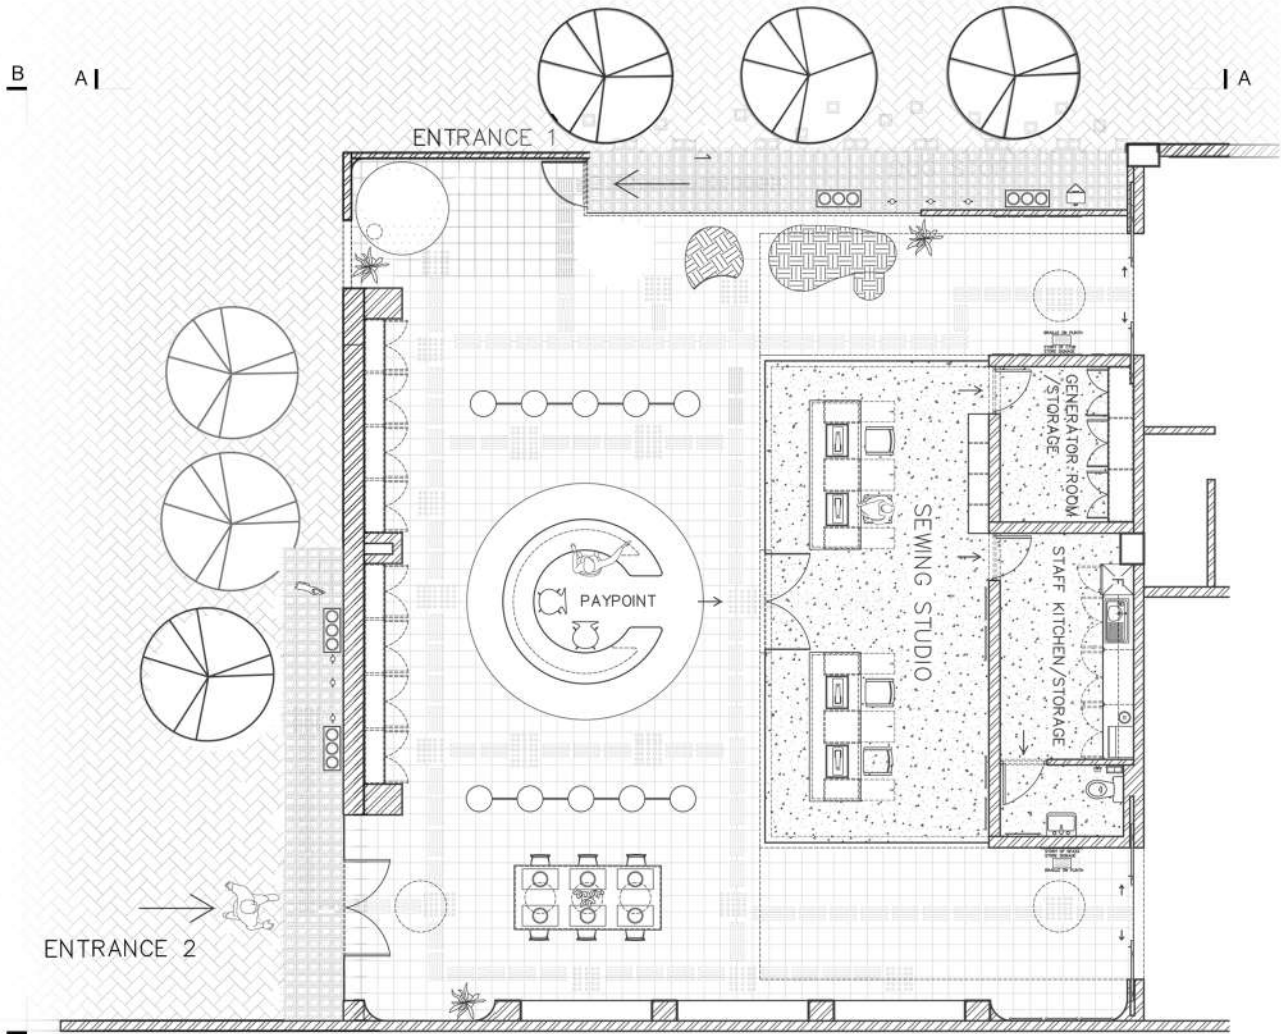 B
A
A
ENTRANCE 1
GENERATOR ROOM
/STORAGE
SEWING STUDIO
PAYPOINT
STAFF KITCHEN/STORAGE
ENTRANCE 2